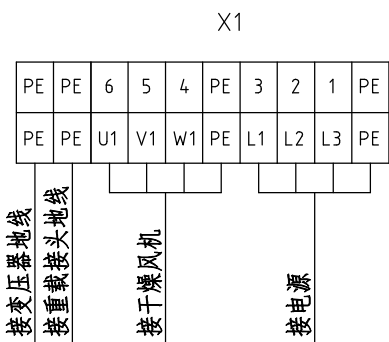 X1
PE PE 6 5 4 PE 3 2 1 PE
PE PE U1 V1 W1 PE L1 L2 L3 PE
接变压器地线
接重载接头地线
接干燥风机
接电源